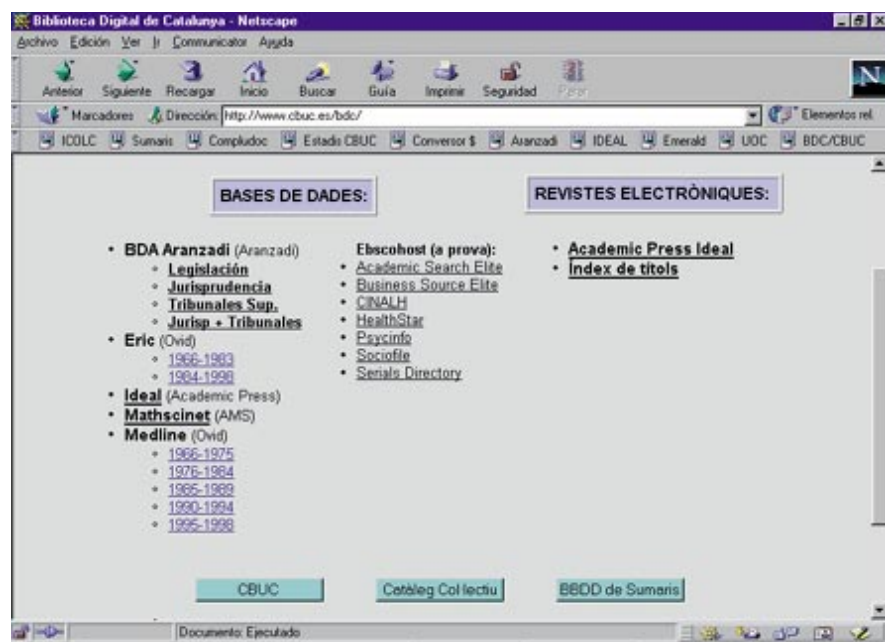 Biblioteca Digital de Catalunya - Netscape
Archivo Edición Ver Ir Communicator Ayuda
Anterior Siguiente Recargar Inicio Buscar Guía Imprimir Seguridad Parar
Marcadores Dirección: http://www.cbuc.es/bdc/ Elementos rel.
ICOLC Sumaris Compludoc Estadis CBUC Conversor $ Aranzadi IDEAL Emerald UOC BDC/CBUC
BASES DE DADES:
BDA Aranzadi (Aranzadi)
Legislación
Jurisprudencia
Tribunales Sup.
Jurisp + Tribunales
Eric (Ovid)
1966-1983
1984-1998
Ideal (Academic Press)
Mathscinet (AMS)
Medline (Ovid)
1966-1975
1976-1984
1985-1989
1990-1994
1995-1998
Ebscohost (a prova):
Academic Search Elite
Business Source Elite
CINALH
HealthStar
Psycinfo
Sociofile
Serials Directory
REVISTES ELECTRÒNIQUES:
Academic Press Ideal
Índex de títols
CBUC Catàleg Col·lectiu BBDD de Sumaris
Documento: Ejecutado